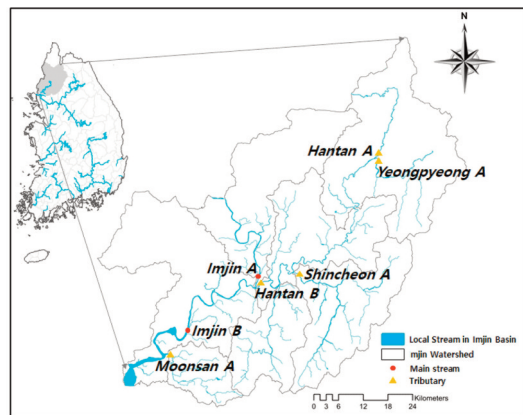 N
Hantan A
Yeongpyeong A
Imjin A
Shincheon A
Hantan B
Imjin B
Moonsan A
Local Stream in Imjin Basin
mjin Watershed
Main stream
Tributary
0 3 6 12 18 24
Kilometers